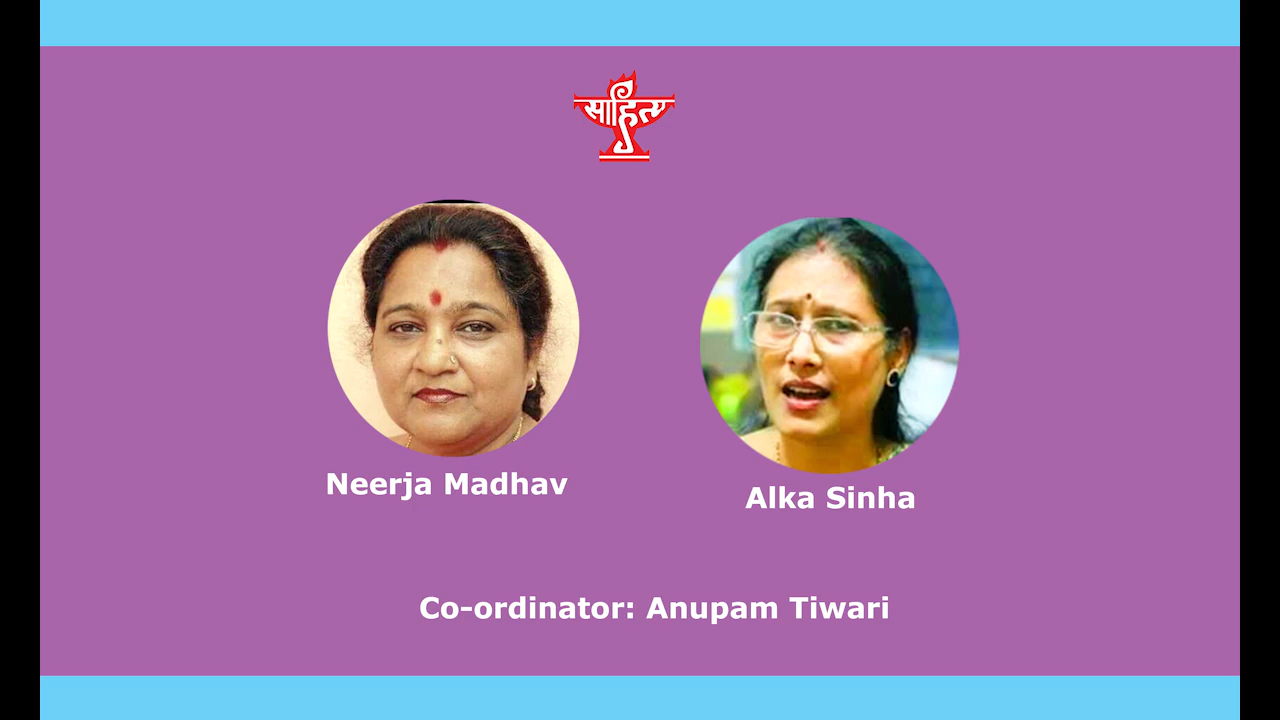 साहित्य
Neerja Madhav
Alka Sinha
Co-ordinator: Anupam Tiwari